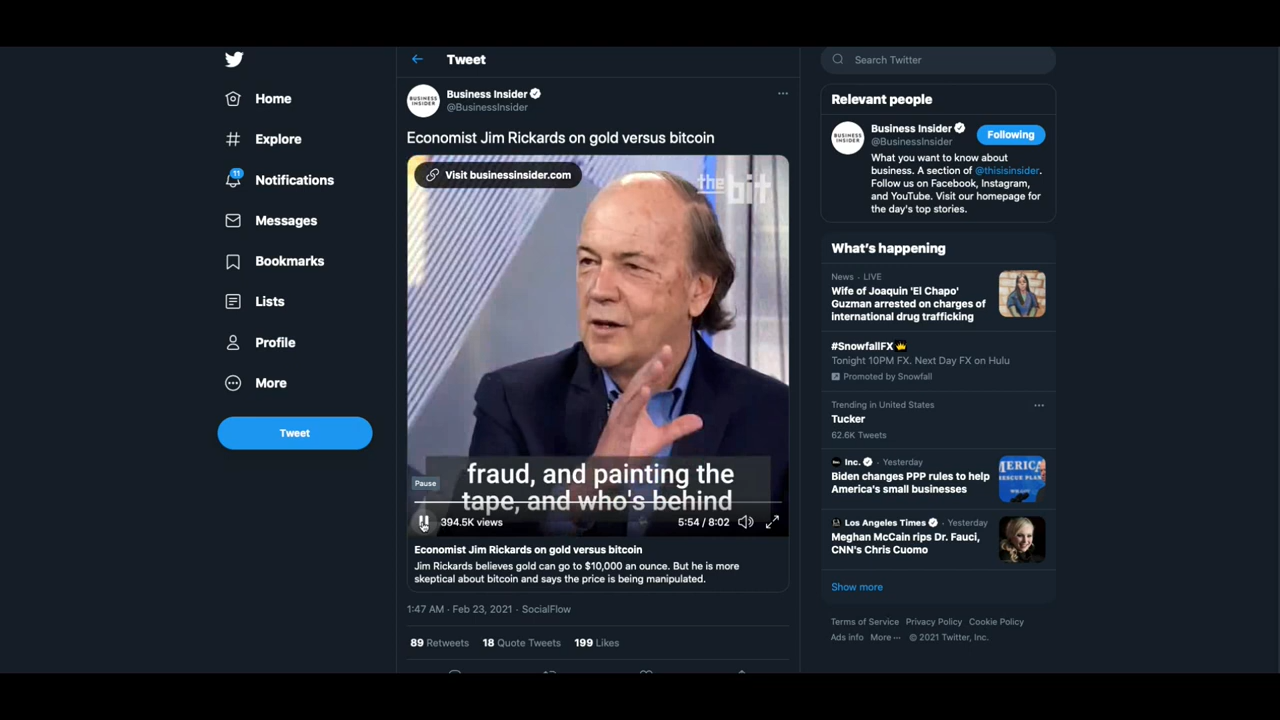 Home
Explore
11
Notifications
Messages
Bookmarks
Lists
Profile
More
Tweet
Tweet
BUSINESS
INSIDER
Business Insider
@BusinessInsider
Economist Jim Rickards on gold versus bitcoin
Visit businessinsider.com
the bit
fraud, and painting the
tape, and who's behind
Pause
394.5K views
5:54 / 8:02
Economist Jim Rickards on gold versus bitcoin
Jim Rickards believes gold can go to $10,000 an ounce. But he is more
skeptical about bitcoin and says the price is being manipulated.
1:47 AM · Feb 23, 2021 · SocialFlow
89 Retweets 18 Quote Tweets 199 Likes
Search Twitter
Relevant people
BUSINESS
INSIDER
Business Insider
@BusinessInsider
Following
What you want to know about
business. A section of @thisisinsider.
Follow us on Facebook, Instagram,
and YouTube. Visit our homepage for
the day's top stories.
What's happening
News · LIVE
Wife of Joaquin 'El Chapo'
Guzman arrested on charges of
international drug trafficking
#SnowfallFX
Tonight 10PM FX. Next Day FX on Hulu
Promoted by Snowfall
Trending in United States
Tucker
62.6K Tweets
Inc. · Yesterday
Biden changes PPP rules to help
America's small businesses
Los Angeles Times · Yesterday
Meghan McCain rips Dr. Fauci,
CNN's Chris Cuomo
Show more
Terms of Service Privacy Policy Cookie Policy
Ads info More ··· © 2021 Twitter, Inc.